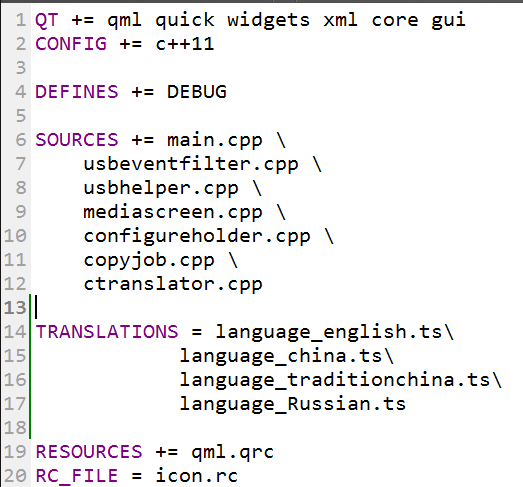 1 QT += qml quick widgets xml core gui
2 CONFIG += c++11
3
4 DEFINES += DEBUG
5
6 SOURCES += main.cpp \
7     usbeventfilter.cpp \
8     usbhelper.cpp \
9     mediascreen.cpp \
10     configureholder.cpp \
11     copyjob.cpp \
12     ctranslator.cpp
13
14 TRANSLATIONS = language_english.ts\
15             language_china.ts\
16             language_traditionchina.ts\
17             language_Russian.ts
18
19 RESOURCES += qml.qrc
20 RC_FILE = icon.rc